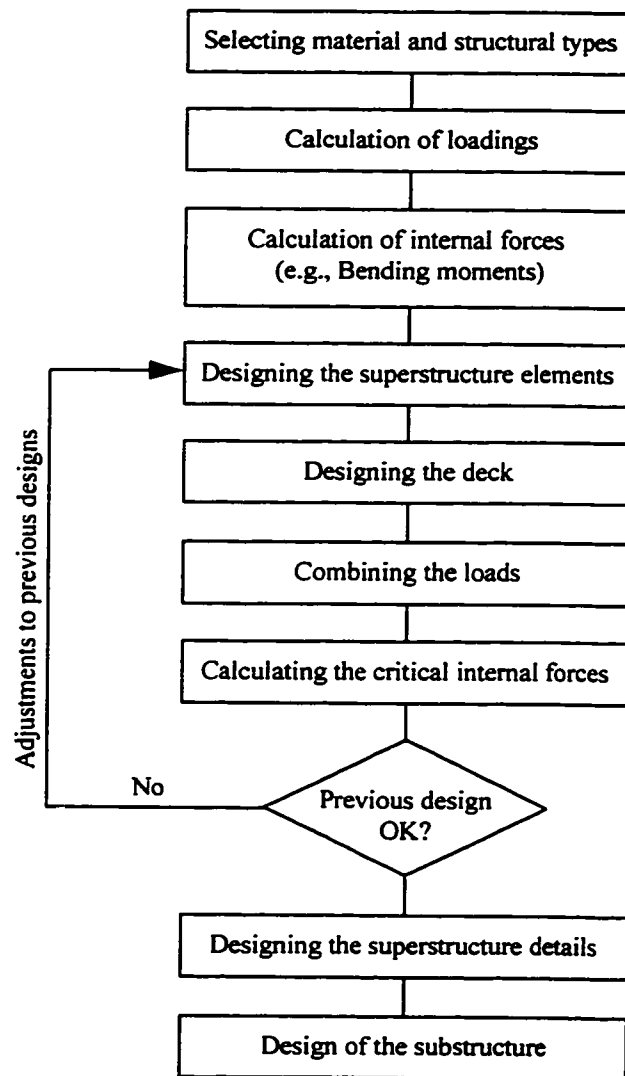 Selecting material and structural types
Calculation of loadings
Calculation of internal forces
(e.g., Bending moments)
Designing the superstructure elements
Designing the deck
Combining the loads
Calculating the critical internal forces
Adjustments to previous designs
No
Previous design
OK?
Designing the superstructure details
Design of the substructure